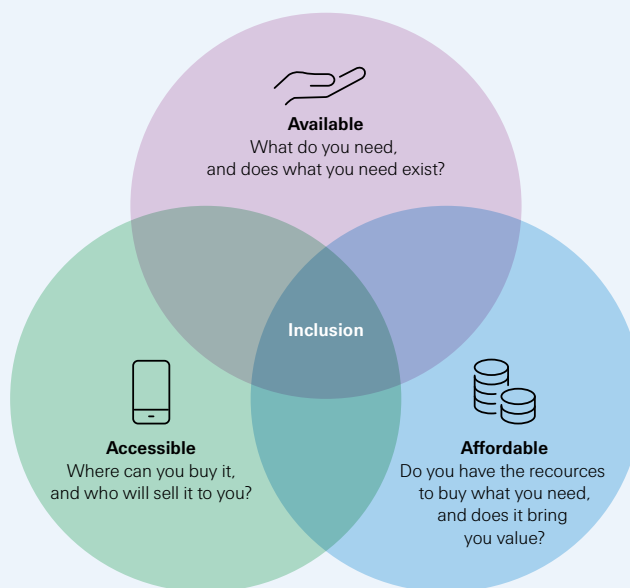 Available
What do you need,
and does what you need exist?
Inclusion
Accessible
Where can you buy it,
and who will sell it to you?
Affordable
Do you have the recources
to buy what you need,
and does it bring
you value?